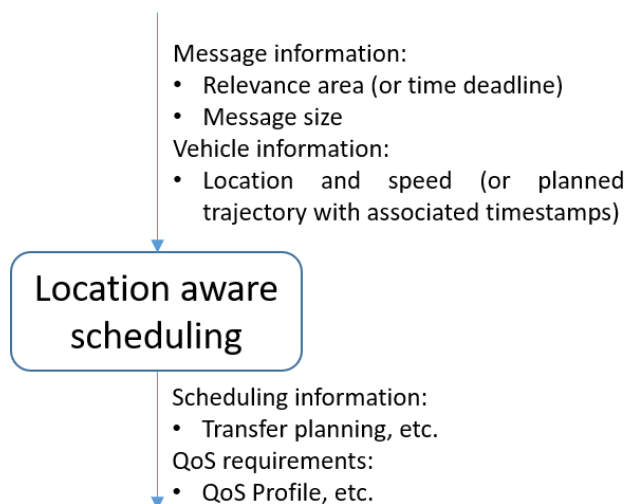 Message information:
• Relevance area (or time deadline)
• Message size
Vehicle information:
• Location and speed (or planned
trajectory with associated timestamps)
Location aware
scheduling
Scheduling information:
• Transfer planning, etc.
QoS requirements:
• QoS Profile, etc.